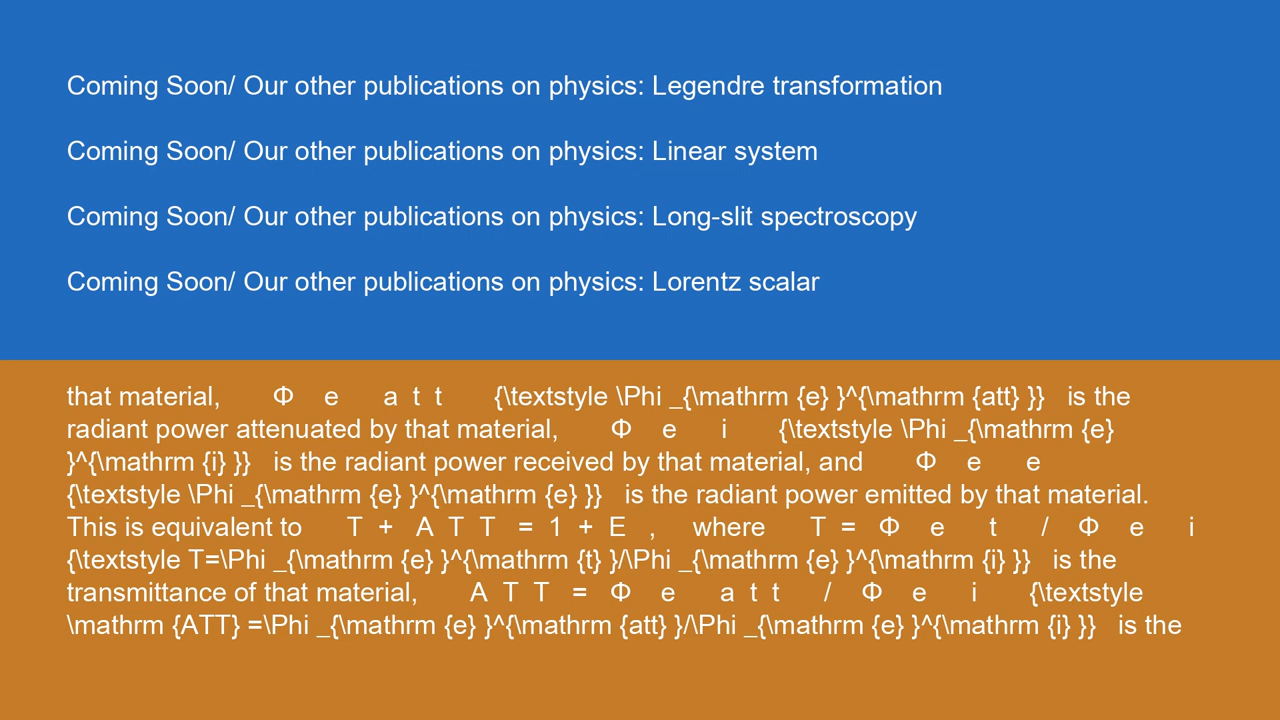 Coming Soon/ Our other publications on physics: Legendre transformation
Coming Soon/ Our other publications on physics: Linear system
Coming Soon/ Our other publications on physics: Long-slit spectroscopy
Coming Soon/ Our other publications on physics: Lorentz scalar
that material, Φ e a t t {\textstyle \Phi _{\mathrm {e} }^{\mathrm {att} }} is the
radiant power attenuated by that material, Φ e i {\textstyle \Phi _{\mathrm {e}
}^{\mathrm {i} }} is the radiant power received by that material, and Φ e e
{\textstyle \Phi _{\mathrm {e} }^{\mathrm {e} }} is the radiant power emitted by that material.
This is equivalent to T + A T T = 1 + E , where T = Φ e t / Φ e i
{\textstyle T=\Phi _{\mathrm {e} }^{\mathrm {t} }/\Phi _{\mathrm {e} }^{\mathrm {i} }} is the
transmittance of that material, A T T = Φ e a t t / Φ e i {\textstyle
\mathrm {ATT} =\Phi _{\mathrm {e} }^{\mathrm {att} }/\Phi _{\mathrm {e} }^{\mathrm {i} }} is the